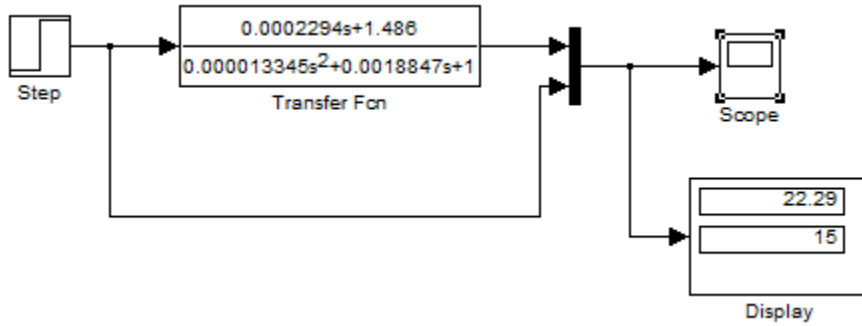 0.0002294s+1.486
0.000013345s²+0.0018847s+1
Step
Transfer Fcn
Scope
22.29
15
Display